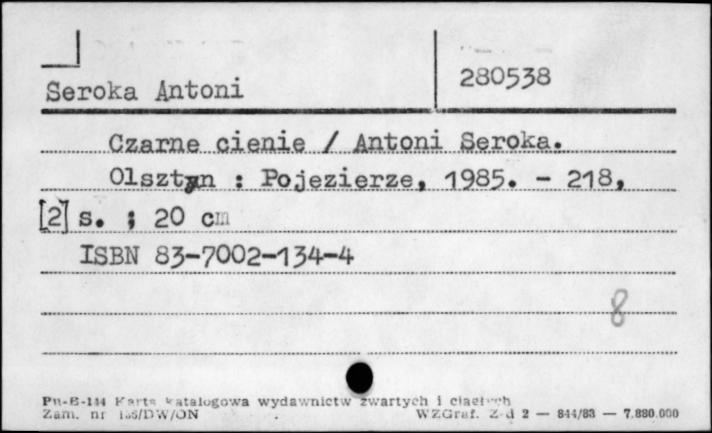 Seroka Antoni 280538
Czarne cienie / Antoni Seroka.
Olsztyn : Pojezierze, 1985. - 218,
[2] s. ; 20 cm
ISBN 83-7002-134-4
8
Pu-B-144 Karta katalogowa wydawnictw zwartych i ciągłych
Zam. nr /DW/ON WZGraf. Z-d 2 — 844/83 — 7.880.000